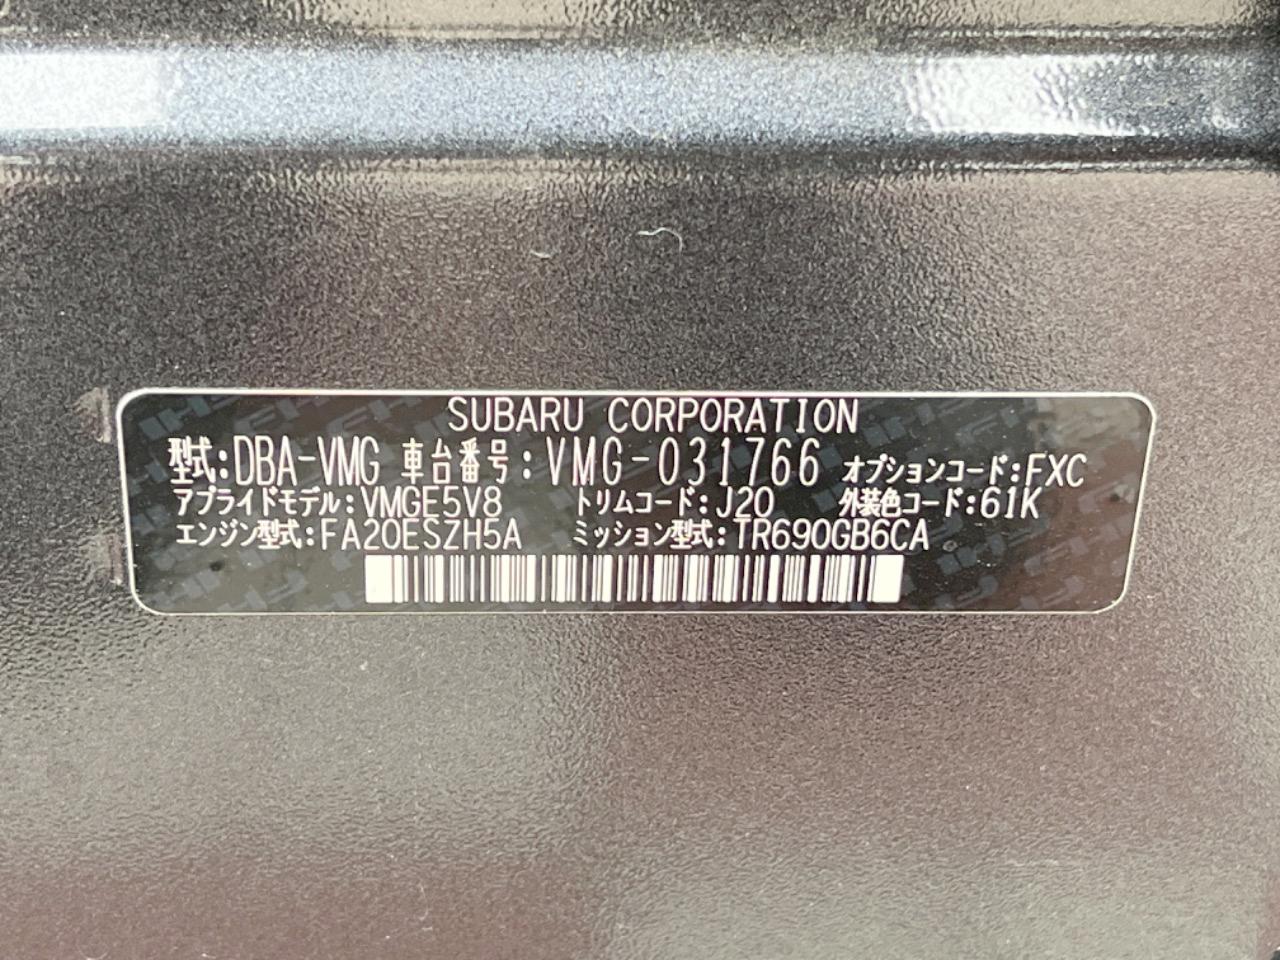 SUBARU CORPORATION
型式:DBA-VMG 車台番号:VMG-031766 オプションコード:FXC
アプライドモデル:VMGE5V8 トリムコード:J20 外装色コード:61K
エンジン型式:FA20ESZH5A ミッション型式:TR690GB6CA